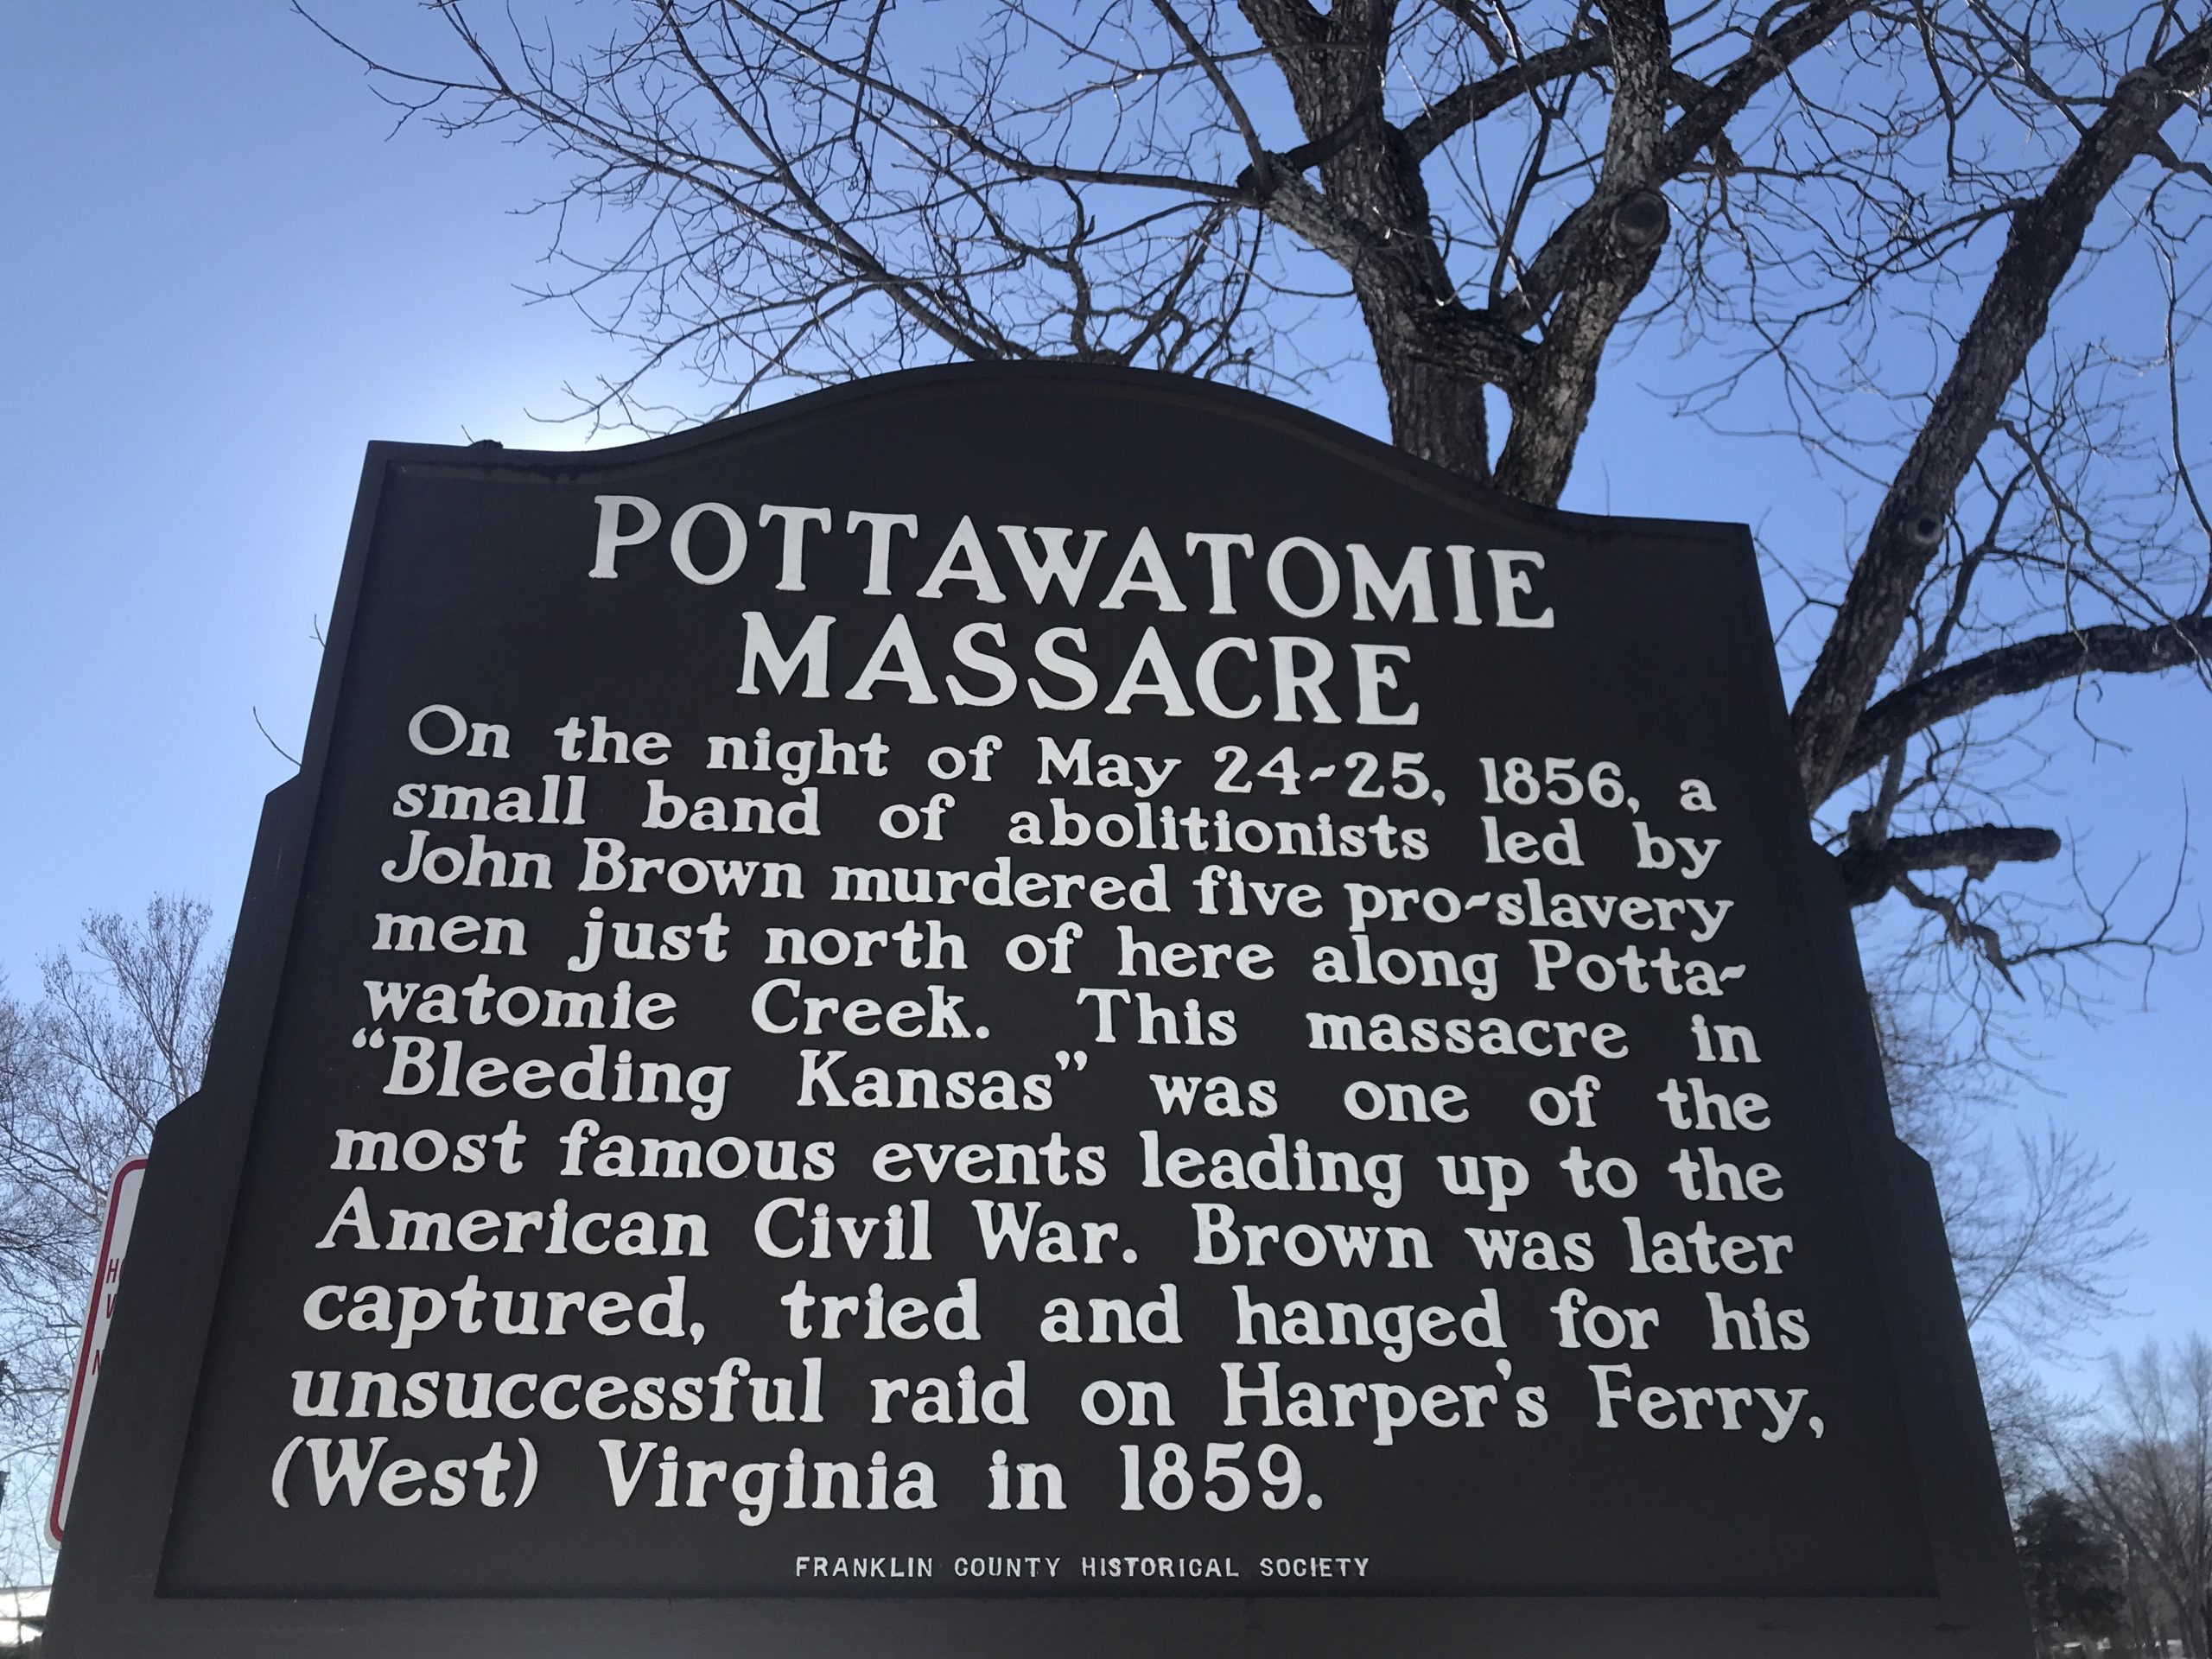 POTTAWATOMIE
MASSACRE
On the night of May 24-25, 1856, a
small band of abolitionists led by
John Brown murdered five pro-slavery
men just north of here along Potta-
watomie Creek. This massacre in
“Bleeding Kansas” was one of the
most famous events leading up to the
American Civil War. Brown was later
captured, tried and hanged for his
unsuccessful raid on Harper's Ferry,
(West) Virginia in 1859.
FRANKLIN COUNTY HISTORICAL SOCIETY